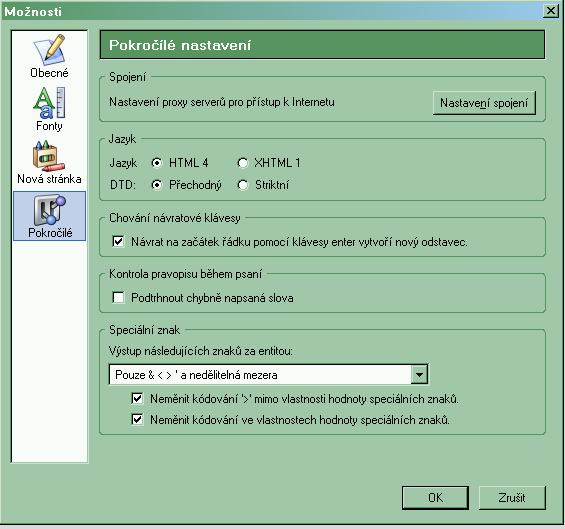 Možnosti
Obecné
Fonty
Nová stránka
Pokročilé
Pokročílé nastavení
Spojení
Nastavení proxy serverů pro přístup k Internetu
Nastavení spojení
Jazyk
Jazyk HTML 4 XHTML 1
DTD: Přechodný Striktní
Chování návratové klávesy
Návrat na začátek řádku pomocí klávesy enter vytvoří nový odstavec.
Kontrola pravopisu během psaní
Podtrhnout chybně napsaná slova
Speciální znak
Výstup následujících znaků za entitou:
Pouze & < > ' a nedělitelná mezera
Neměnit kódování '>' mimo vlastnosti hodnoty speciálních znaků.
Neměnit kódování ve vlastnostech hodnoty speciálních znaků.
OK Zrušit